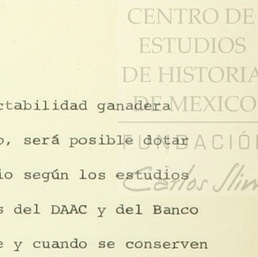 CENTRO DE
ESTUDIOS
DE HISTORIA
DE MEXICO
FUNDACIÓN
Carlos Slim
ctabilidad ganadera
o, será posible dotar
io según los estudios
s del DAAC y del Banco
e y cuando se conserven